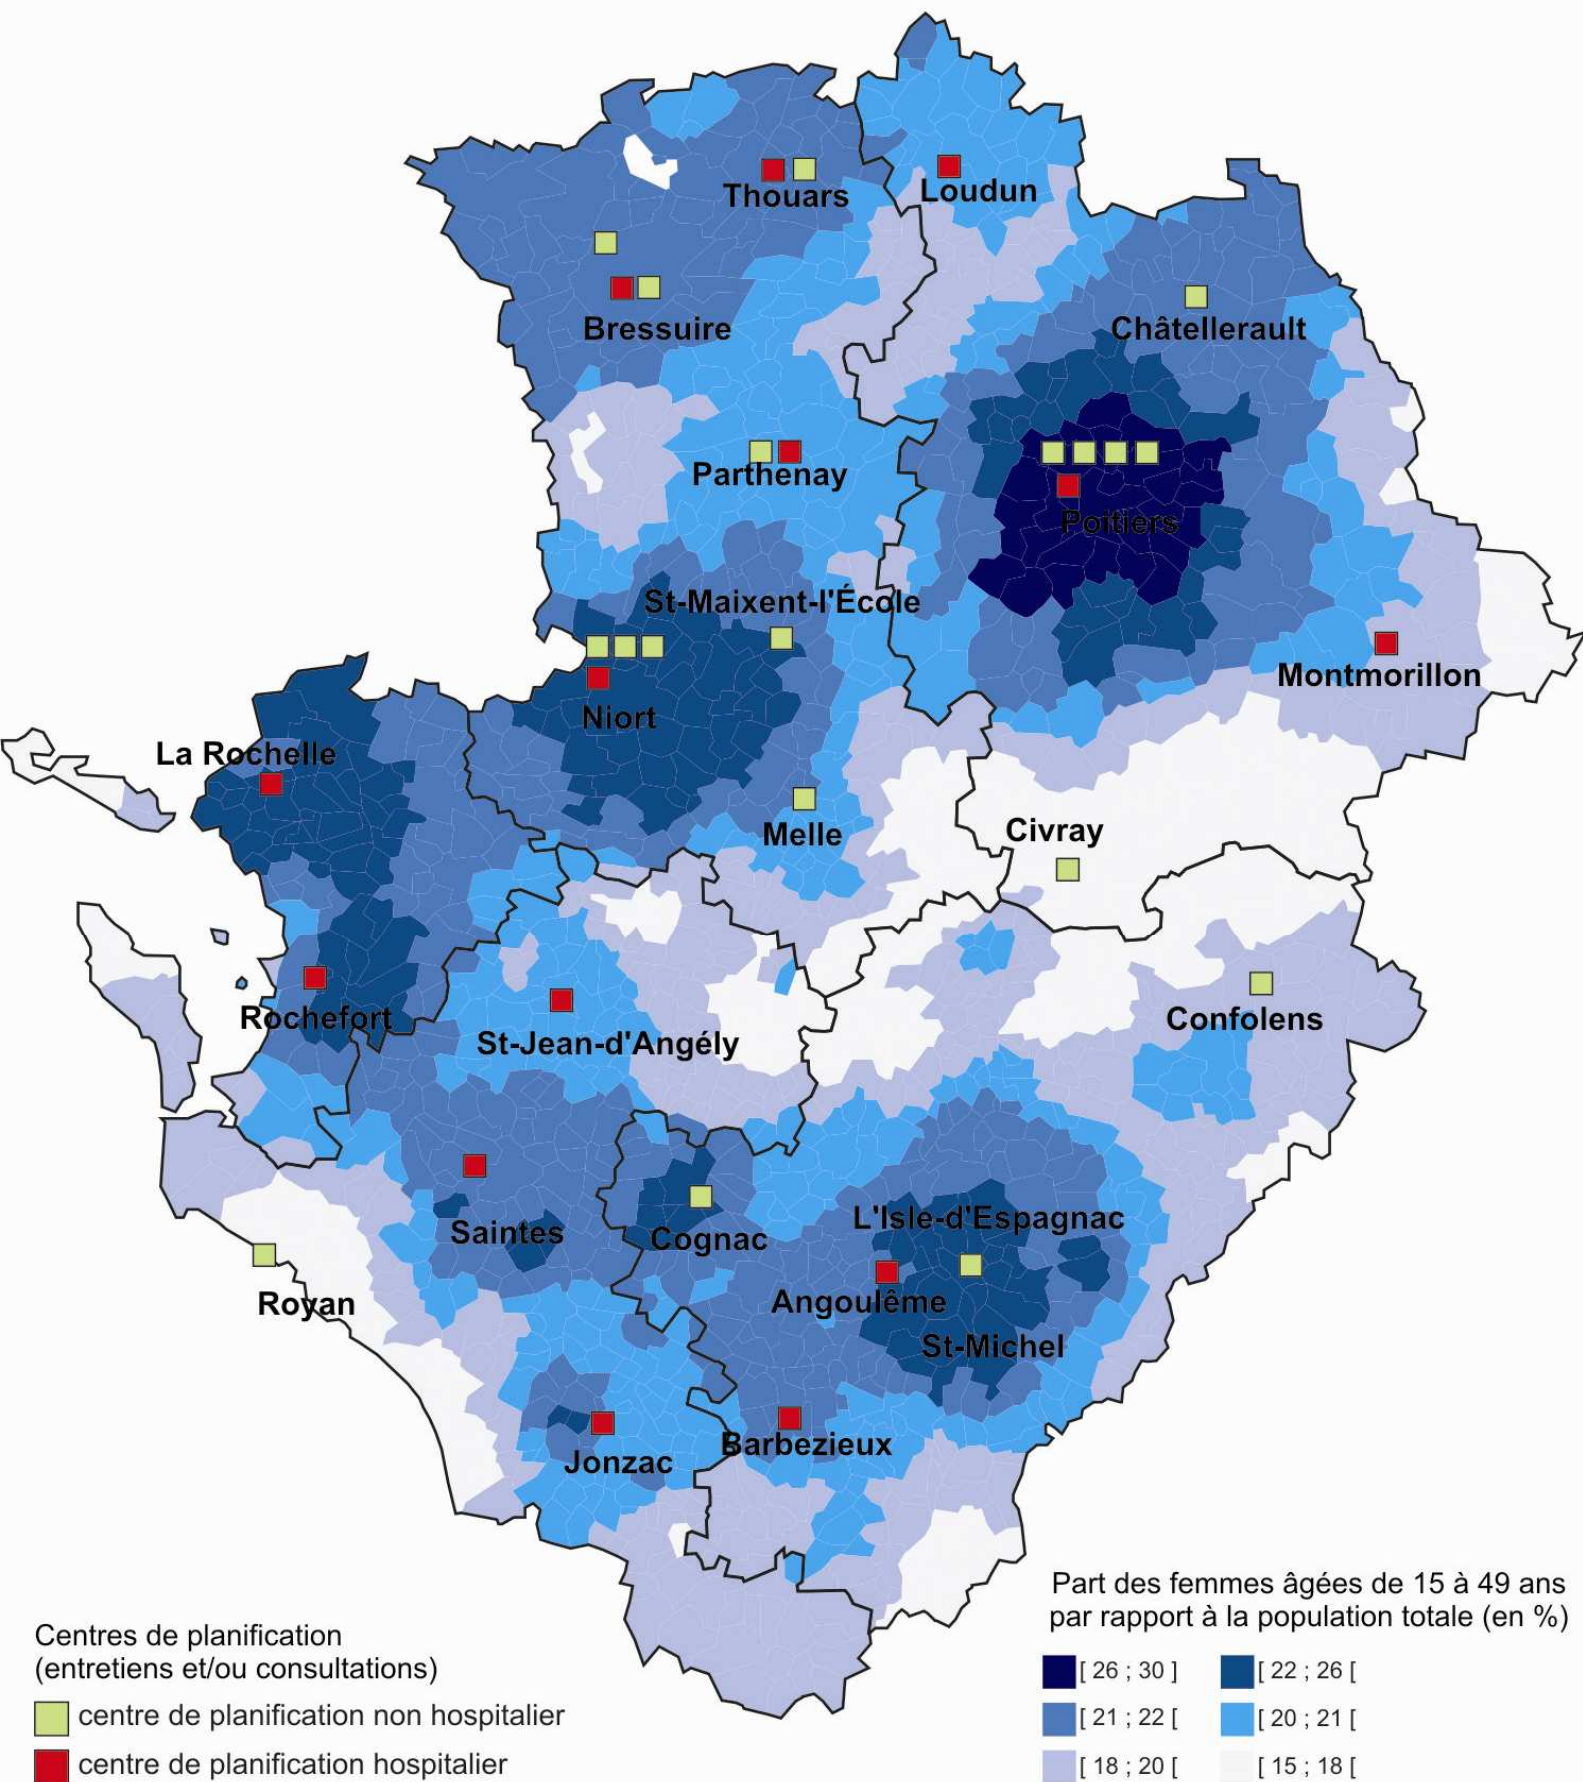 Thouars
Loudun
Bressuire
Châtellerault
Parthenay
Poitiers
St-Maixent-l'École
Montmorillon
Niort
La Rochelle
Melle
Civray
Rochefort
St-Jean-d'Angély
Confolens
Saintes
Cognac
L'Isle-d'Espagnac
Royan
Angoulême
St-Michel
Jonzac
Barbezieux
Centres de planification
(entretiens et/ou consultations)
centre de planification non hospitalier
centre de planification hospitalier
Part des femmes âgées de 15 à 49 ans
par rapport à la population totale (en %)
[ 26 ; 30 ] [ 22 ; 26 [
[ 21 ; 22 [ [ 20 ; 21 [
[ 18 ; 20 [ [ 15 ; 18 [